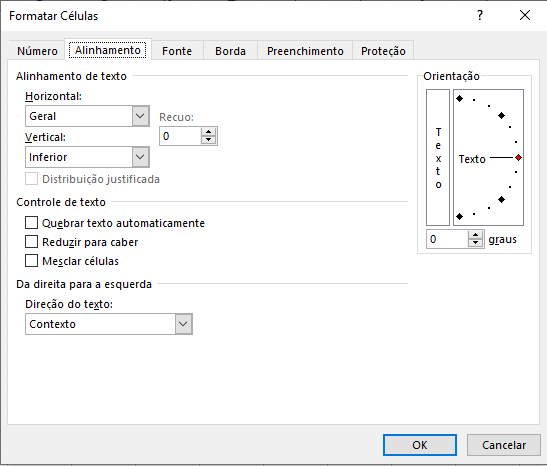 Formatar Células
Número Alinhamento Fonte Borda Preenchimento Proteção
Alinhamento de texto
Horizontal:
Geral
Recuo:
0
Vertical:
Inferior
Distribuição justificada
Controle de texto
Quebrar texto automaticamente
Reduzir para caber
Mesclar células
Da direita para a esquerda
Direção do texto:
Contexto
Orientação
Texto
Texto
0 graus
OK Cancelar